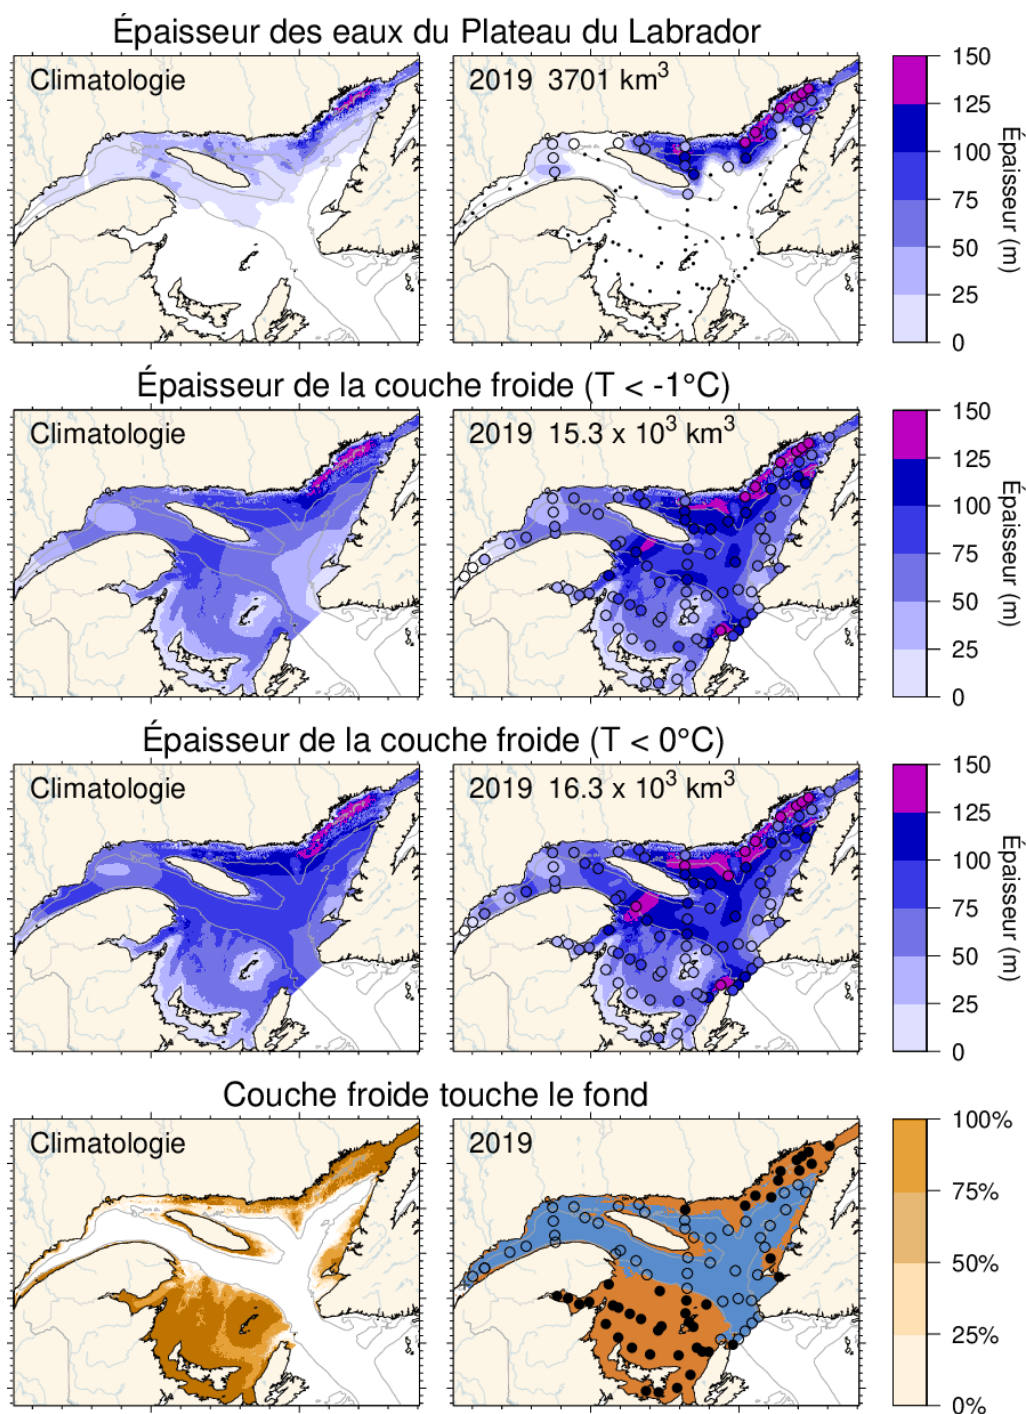 Épaisseur des eaux du Plateau du Labrador
Climatologie
2019 3701 km³
150
125
100
75
50
25
0
Épaisseur (m)
Épaisseur de la couche froide (T < -1°C)
Climatologie
2019 15.3 x 10³ km³
150
125
100
75
50
25
0
Épaisseur (m)
Épaisseur de la couche froide (T < 0°C)
Climatologie
2019 16.3 x 10³ km³
150
125
100
75
50
25
0
Épaisseur (m)
Couche froide touche le fond
Climatologie
2019
100%
75%
50%
25%
0%